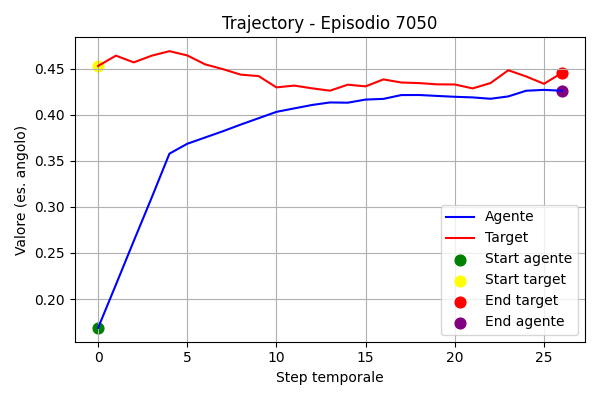 Trajectory - Episodio 7050
Valore (es. angolo)
0.45
0.40
0.35
0.30
0.25
0.20
Agente
Target
Start agente
Start target
End target
End agente
0 5 10 15 20 25
Step temporale